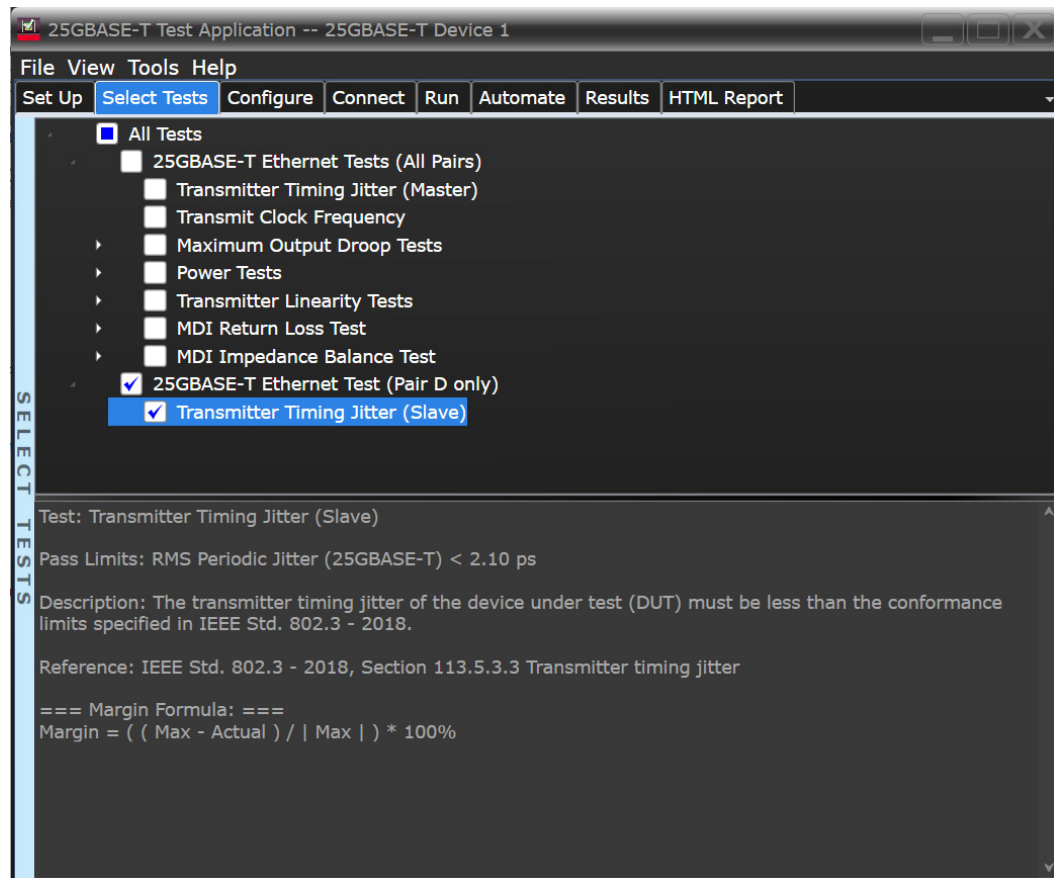 25GBASE-T Test Application -- 25GBASE-T Device 1
File View Tools Help
Set Up Select Tests Configure Connect Run Automate Results HTML Report
All Tests
25GBASE-T Ethernet Tests (All Pairs)
Transmitter Timing Jitter (Master)
Transmit Clock Frequency
Maximum Output Droop Tests
Power Tests
Transmitter Linearity Tests
MDI Return Loss Test
MDI Impedance Balance Test
25GBASE-T Ethernet Test (Pair D only)
Transmitter Timing Jitter (Slave)
SELECT TESTS
Test: Transmitter Timing Jitter (Slave)
Pass Limits: RMS Periodic Jitter (25GBASE-T) < 2.10 ps
Description: The transmitter timing jitter of the device under test (DUT) must be less than the conformance
limits specified in IEEE Std. 802.3 - 2018.
Reference: IEEE Std. 802.3 - 2018, Section 113.5.3.3 Transmitter timing jitter
=== Margin Formula: ===
Margin = ( ( Max - Actual ) / | Max | ) * 100%